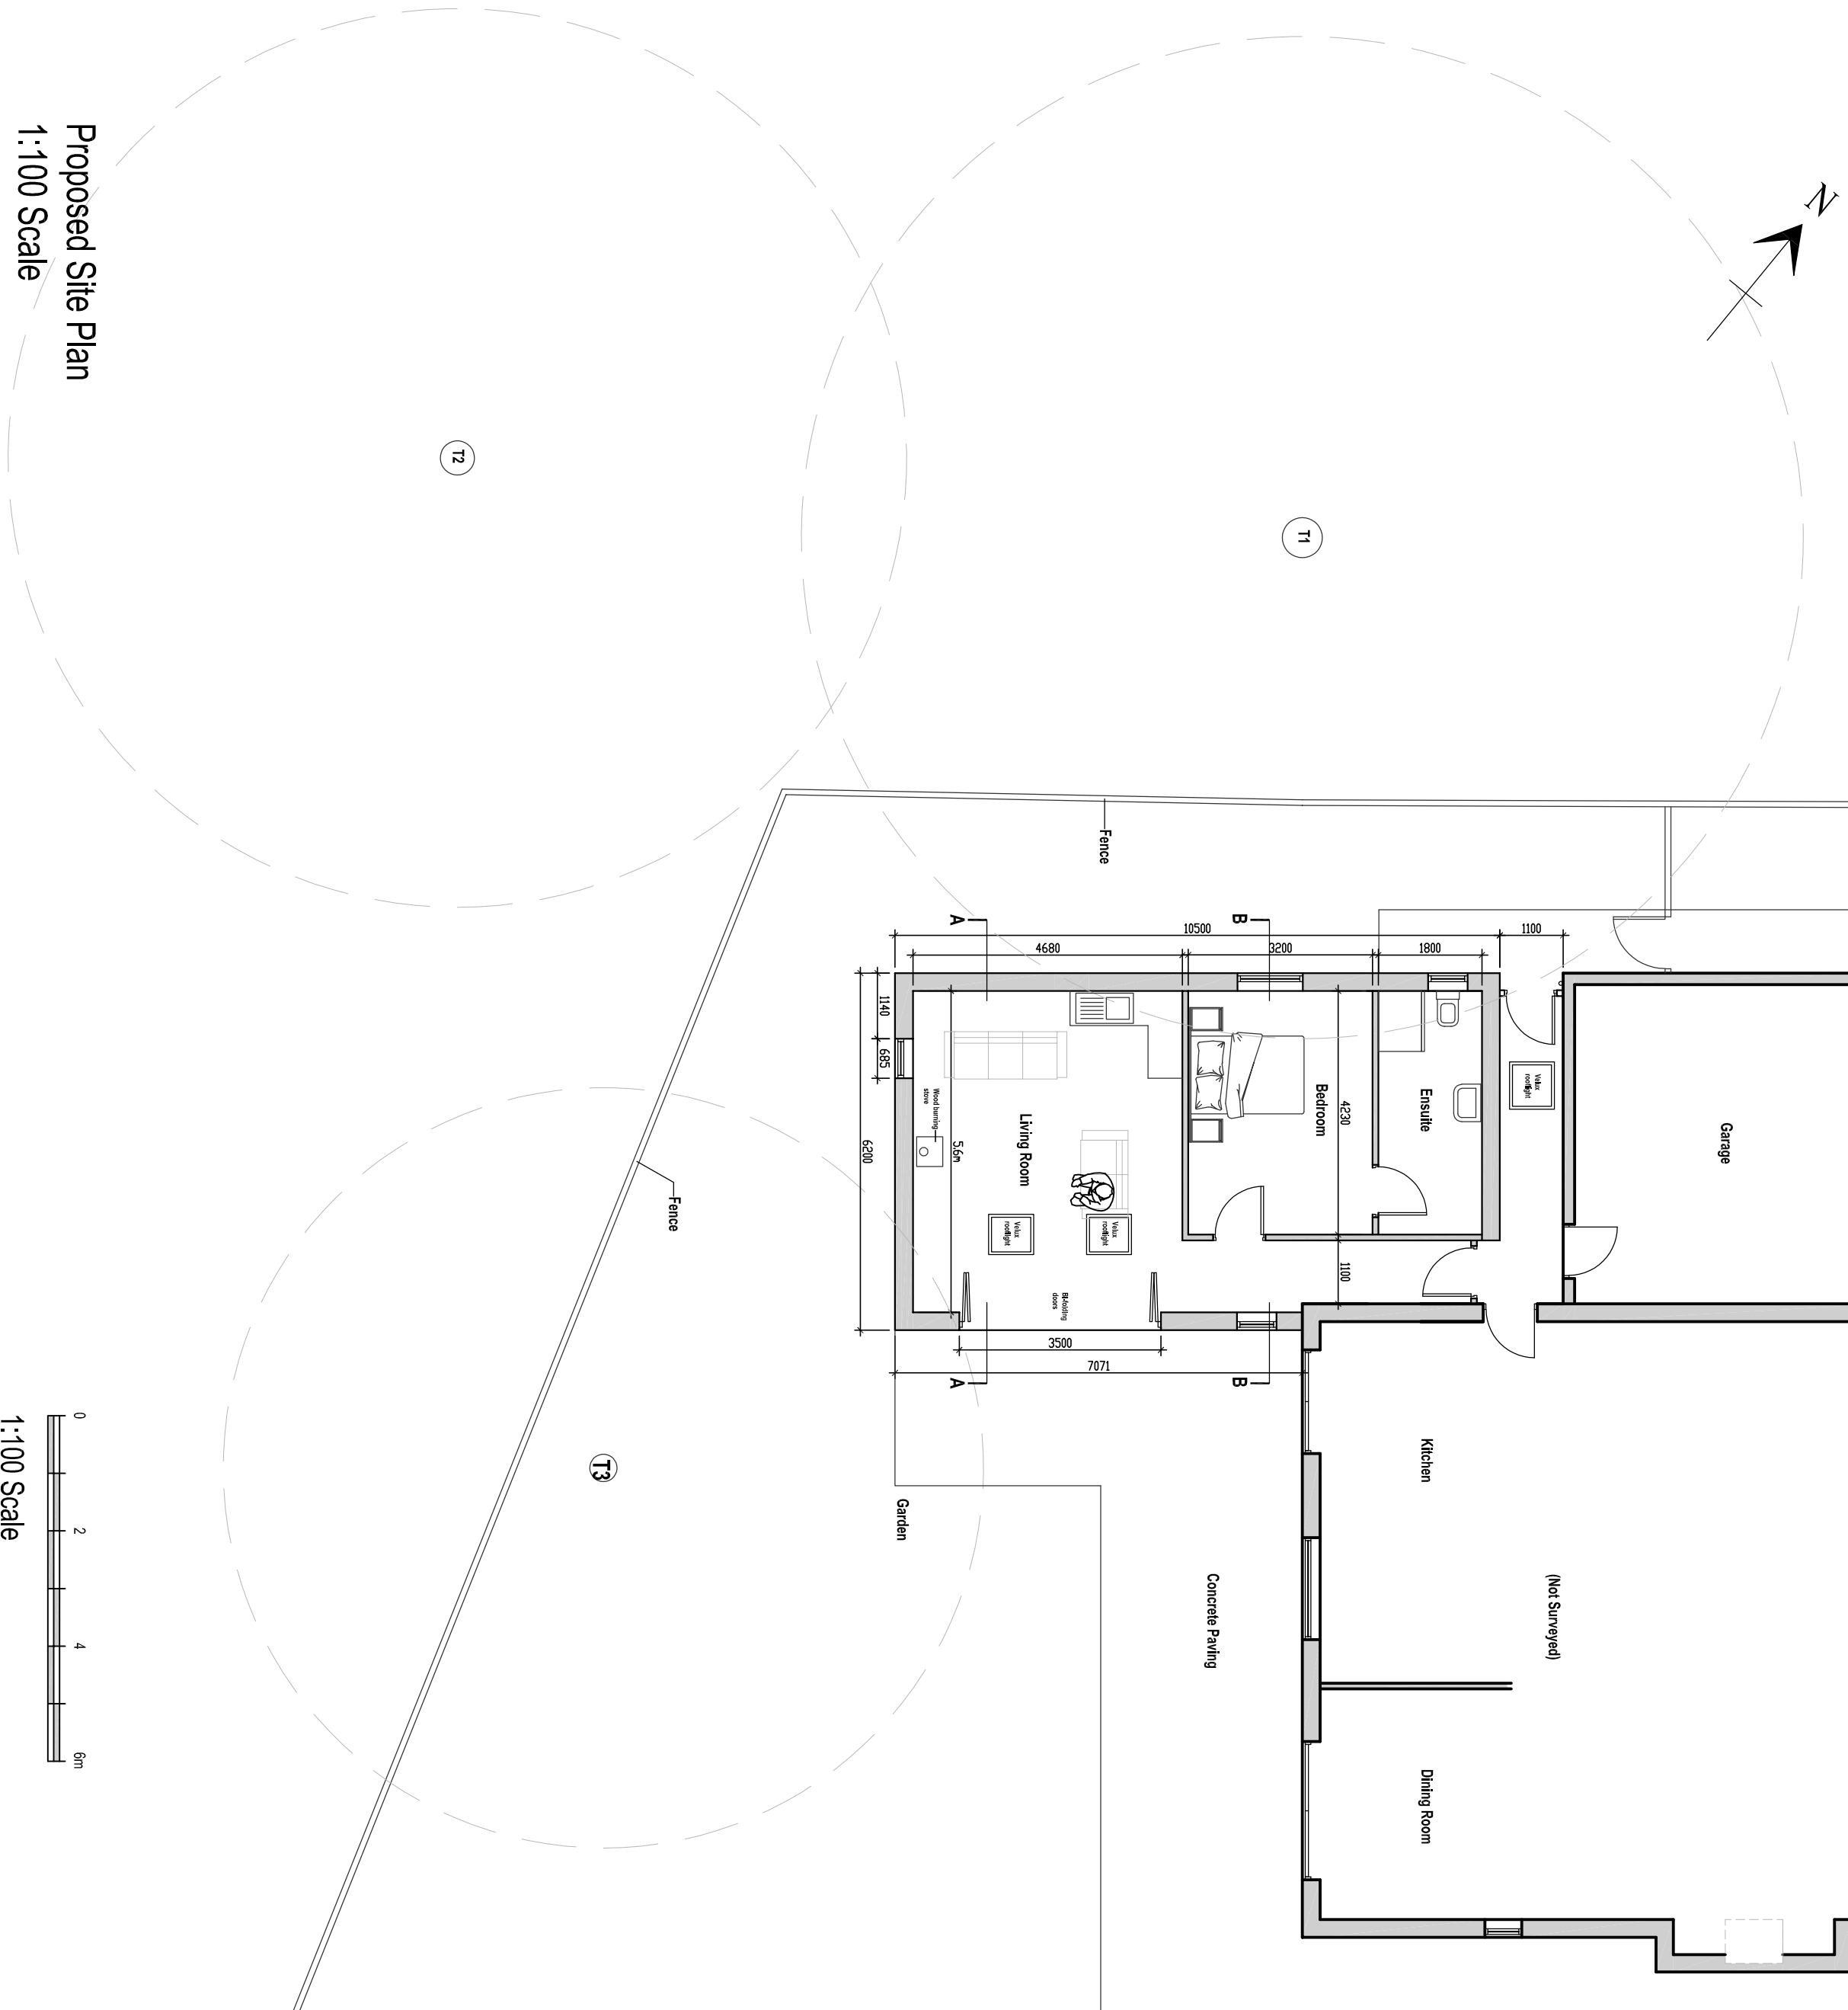 Proposed Site Plan
1:100 Scale
N
T2
T1
T3
Fence
Fence
A
B
10500
1100
4680
3200
1800
1140
685
6200
5.6m
4230
1100
3500
7071
A
B
Wood burning
stove
Living Room
Bedroom
Ensuite
Velux
rooflight
Velux
rooflight
Velux
rooflight
Bi-folding
doors
Garage
Kitchen
(Not Surveyed)
Dining Room
Garden
Concrete Paving
0
2
4
6m
1:100 Scale